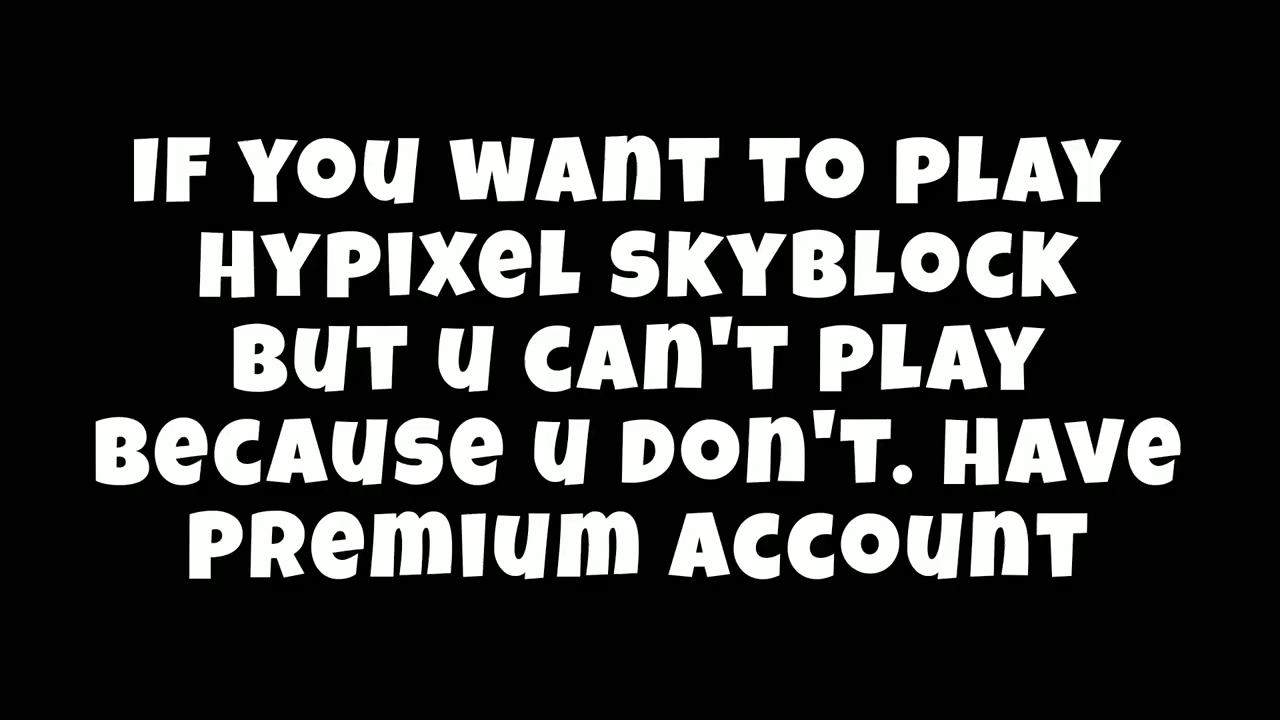 IF YOU WANT TO PLAY
HYPIXEL SKYBLOCK
BUT U CAN'T PLAY
BECAUSE U DON'T. HAVE
PREMIUM ACCOUNT